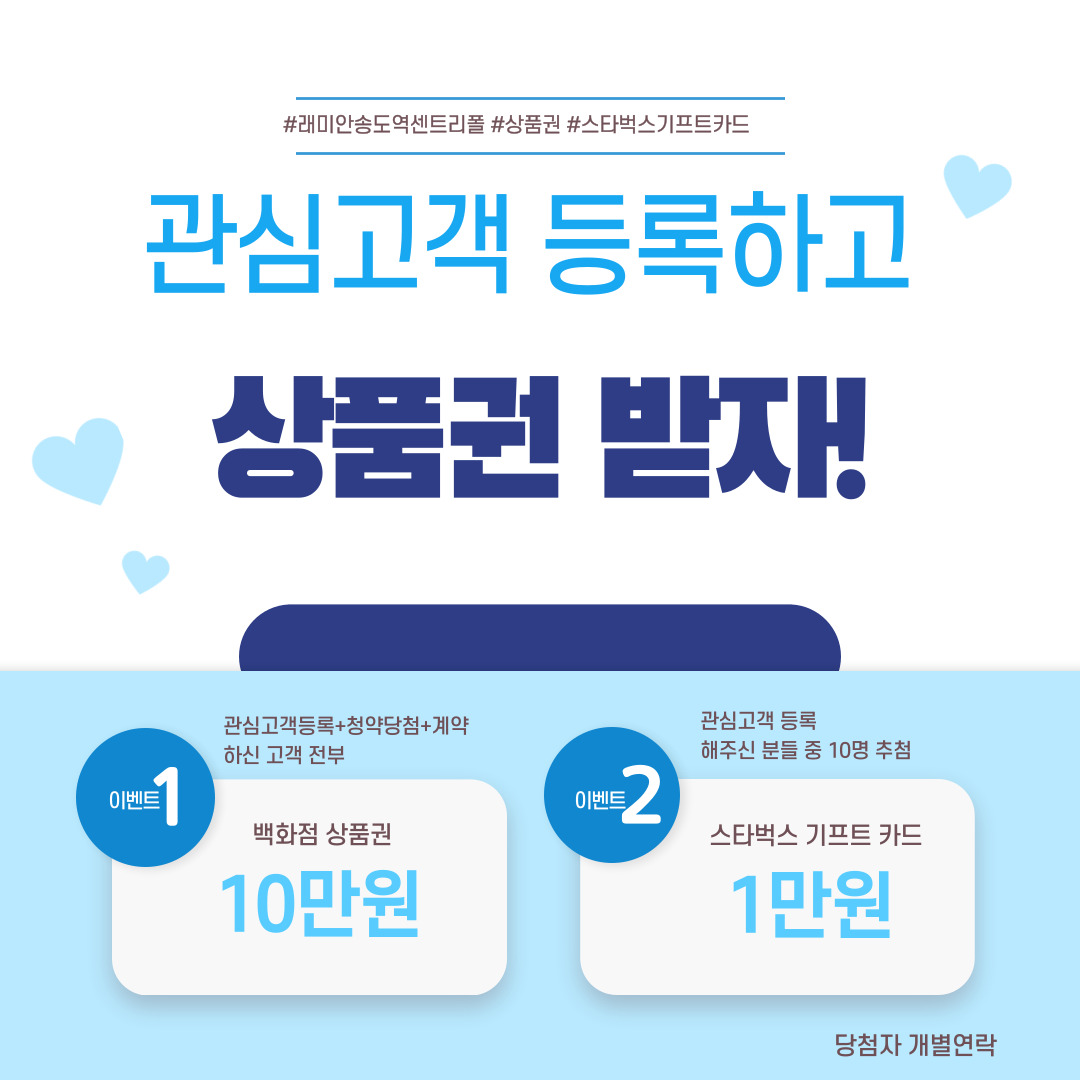 #래미안송도역센트리폴 #상품권 #스타벅스기프트카드
관심고객 등록하고
상품권 받자!
관심고객등록+청약당첨+계약
하신 고객 전부
이벤트1
백화점 상품권
10만원
관심고객 등록
해주신 분들 중 10명 추첨
이벤트2
스타벅스 기프트 카드
1만원
당첨자 개별연락